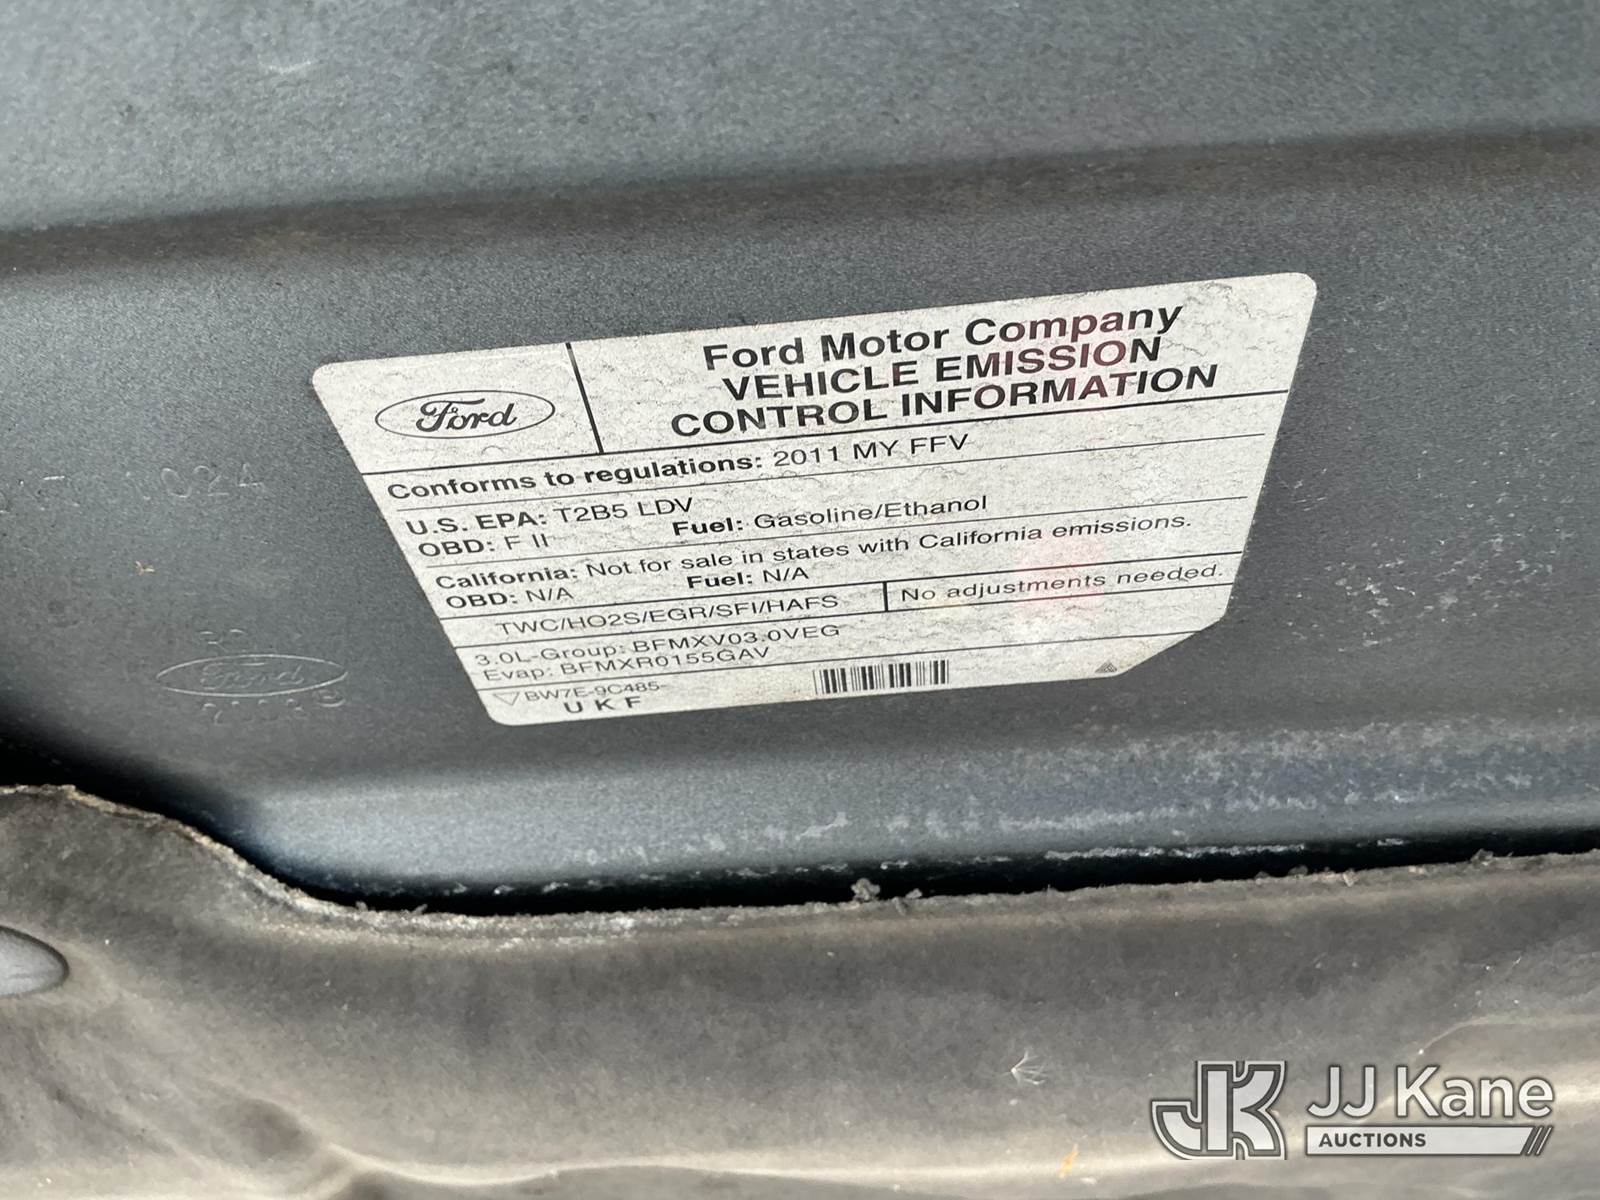 Ford
Ford Motor Company
VEHICLE EMISSION
CONTROL INFORMATION
Conforms to regulations: 2011 MY FFV
U.S. EPA: T2B5 LDV
OBD: F II Fuel: Gasoline/Ethanol
California: Not for sale in states with California emissions.
OBD: N/A Fuel: N/A
TWC/HO2S/EGR/SFI/HAFS No adjustments needed.
3.0L-Group: BFMXV03.0VEG
Evap: BFMXR0155GAV
BW7E-9C485-
U K F
1024
Ford
JJ Kane
AUCTIONS